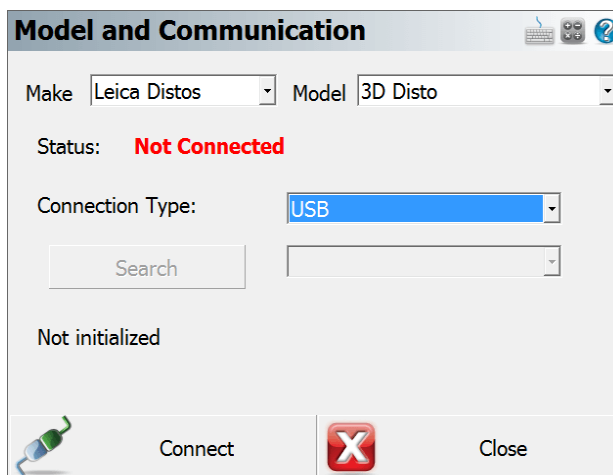 Model and Communication
Make Leica Distos Model 3D Disto
Status: Not Connected
Connection Type: USB
Search
Not initialized
Connect Close